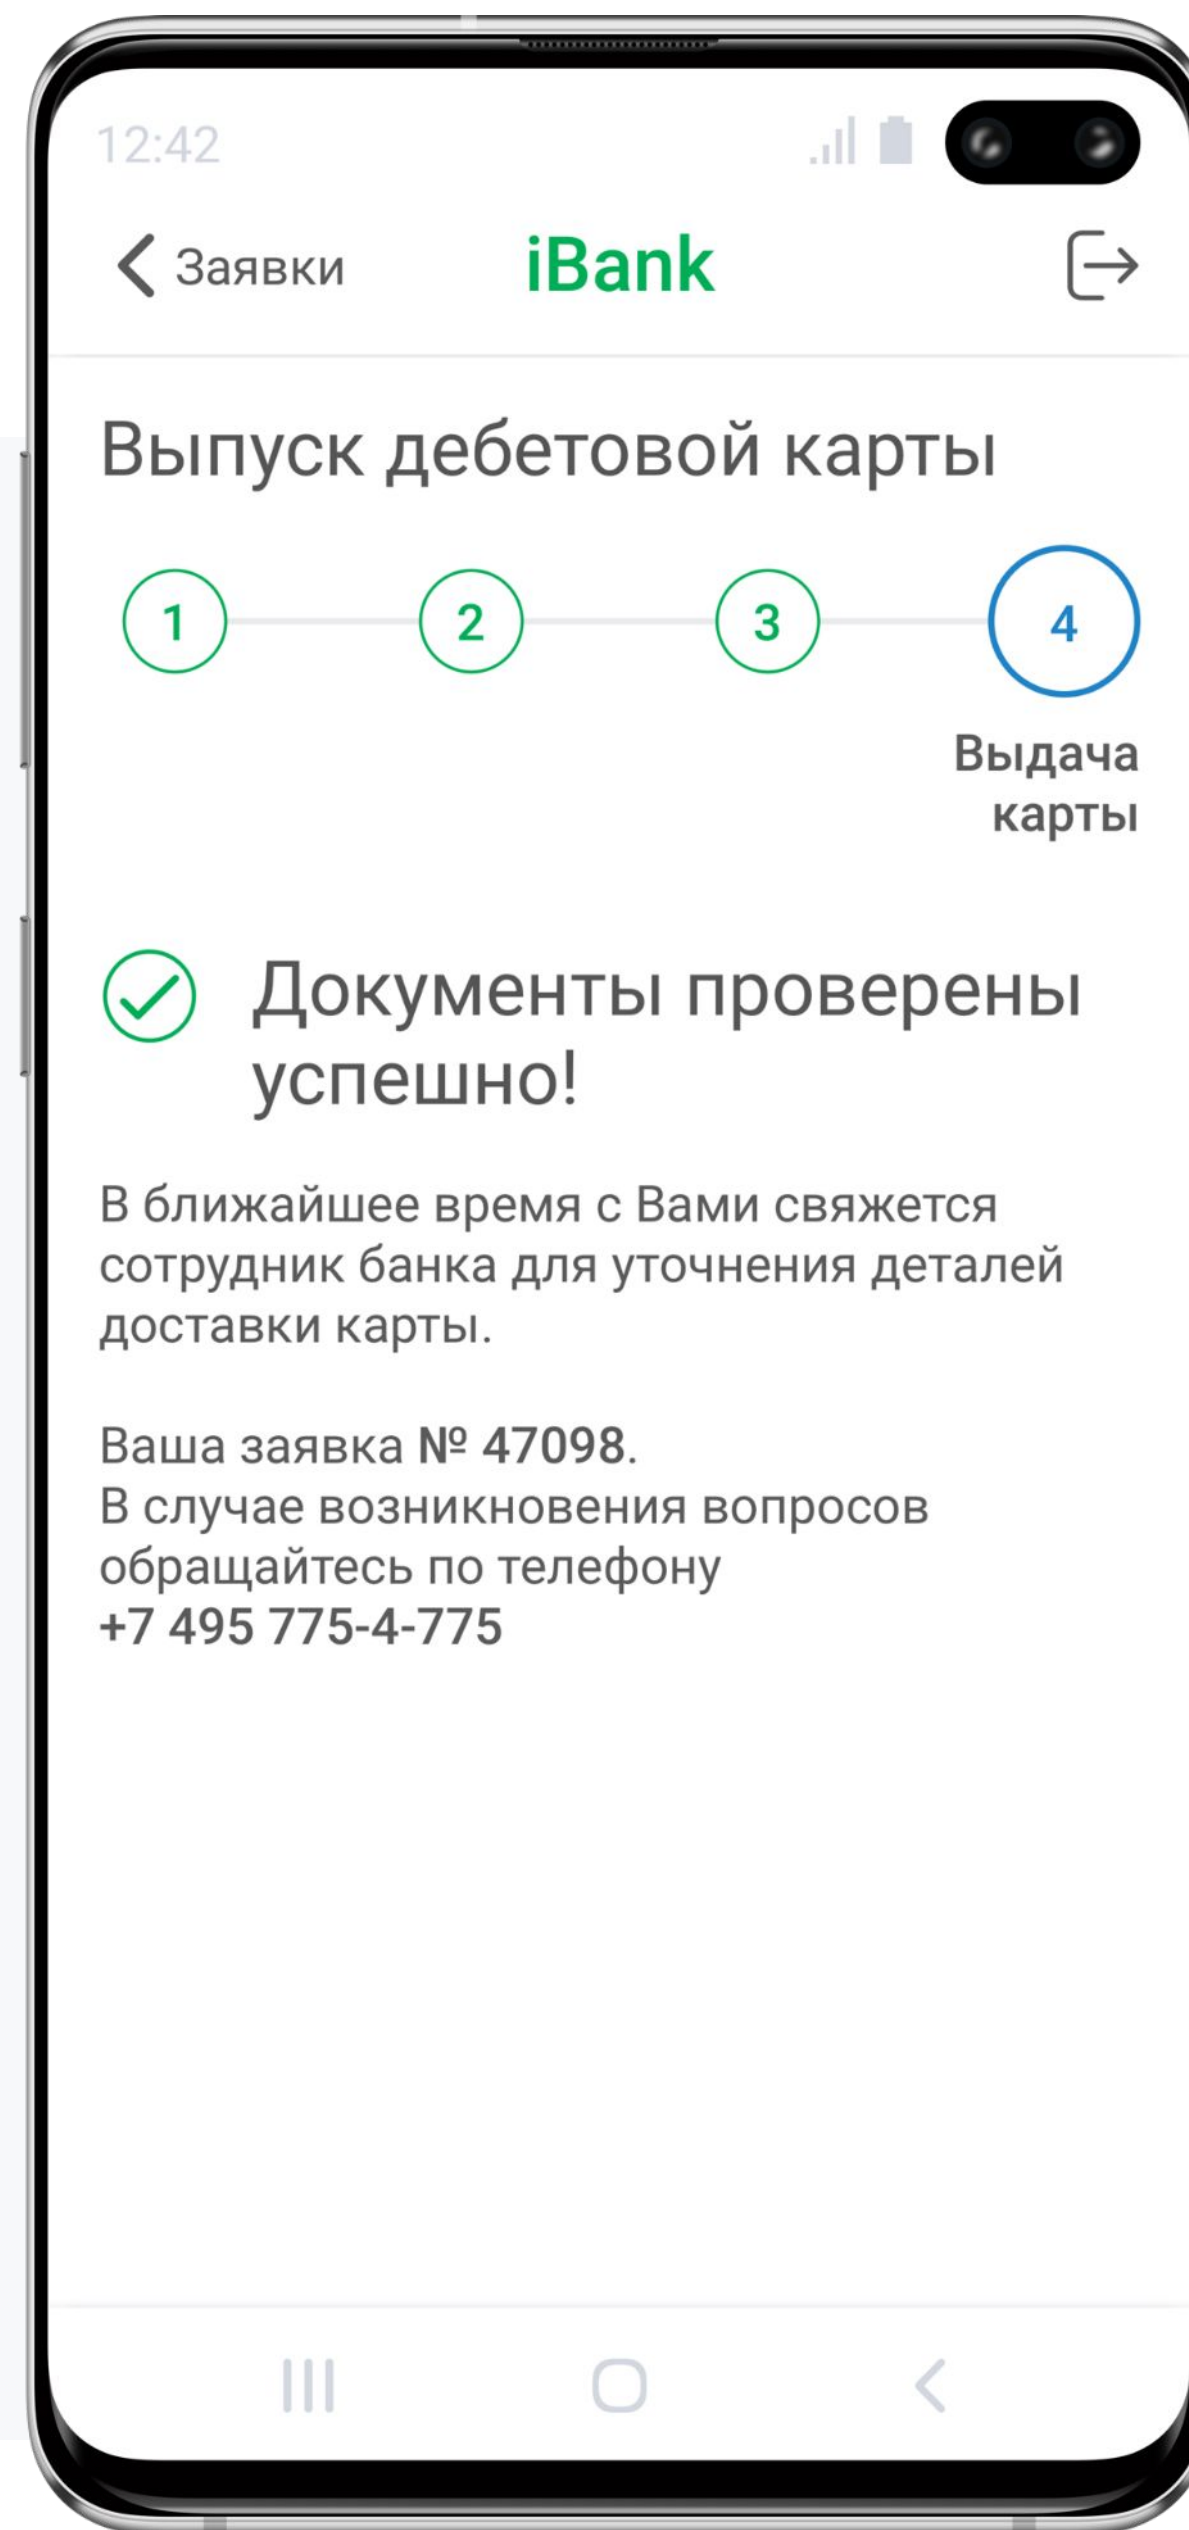 12:42
Заявки
iBank
Выпуск дебетовой карты
1
2
3
4
Выдача
карты
Документы проверены
успешно!
В ближайшее время с Вами свяжется
сотрудник банка для уточнения деталей
доставки карты.
Ваша заявка № 47098.
В случае возникновения вопросов
обращайтесь по телефону
+7 495 775-4-775